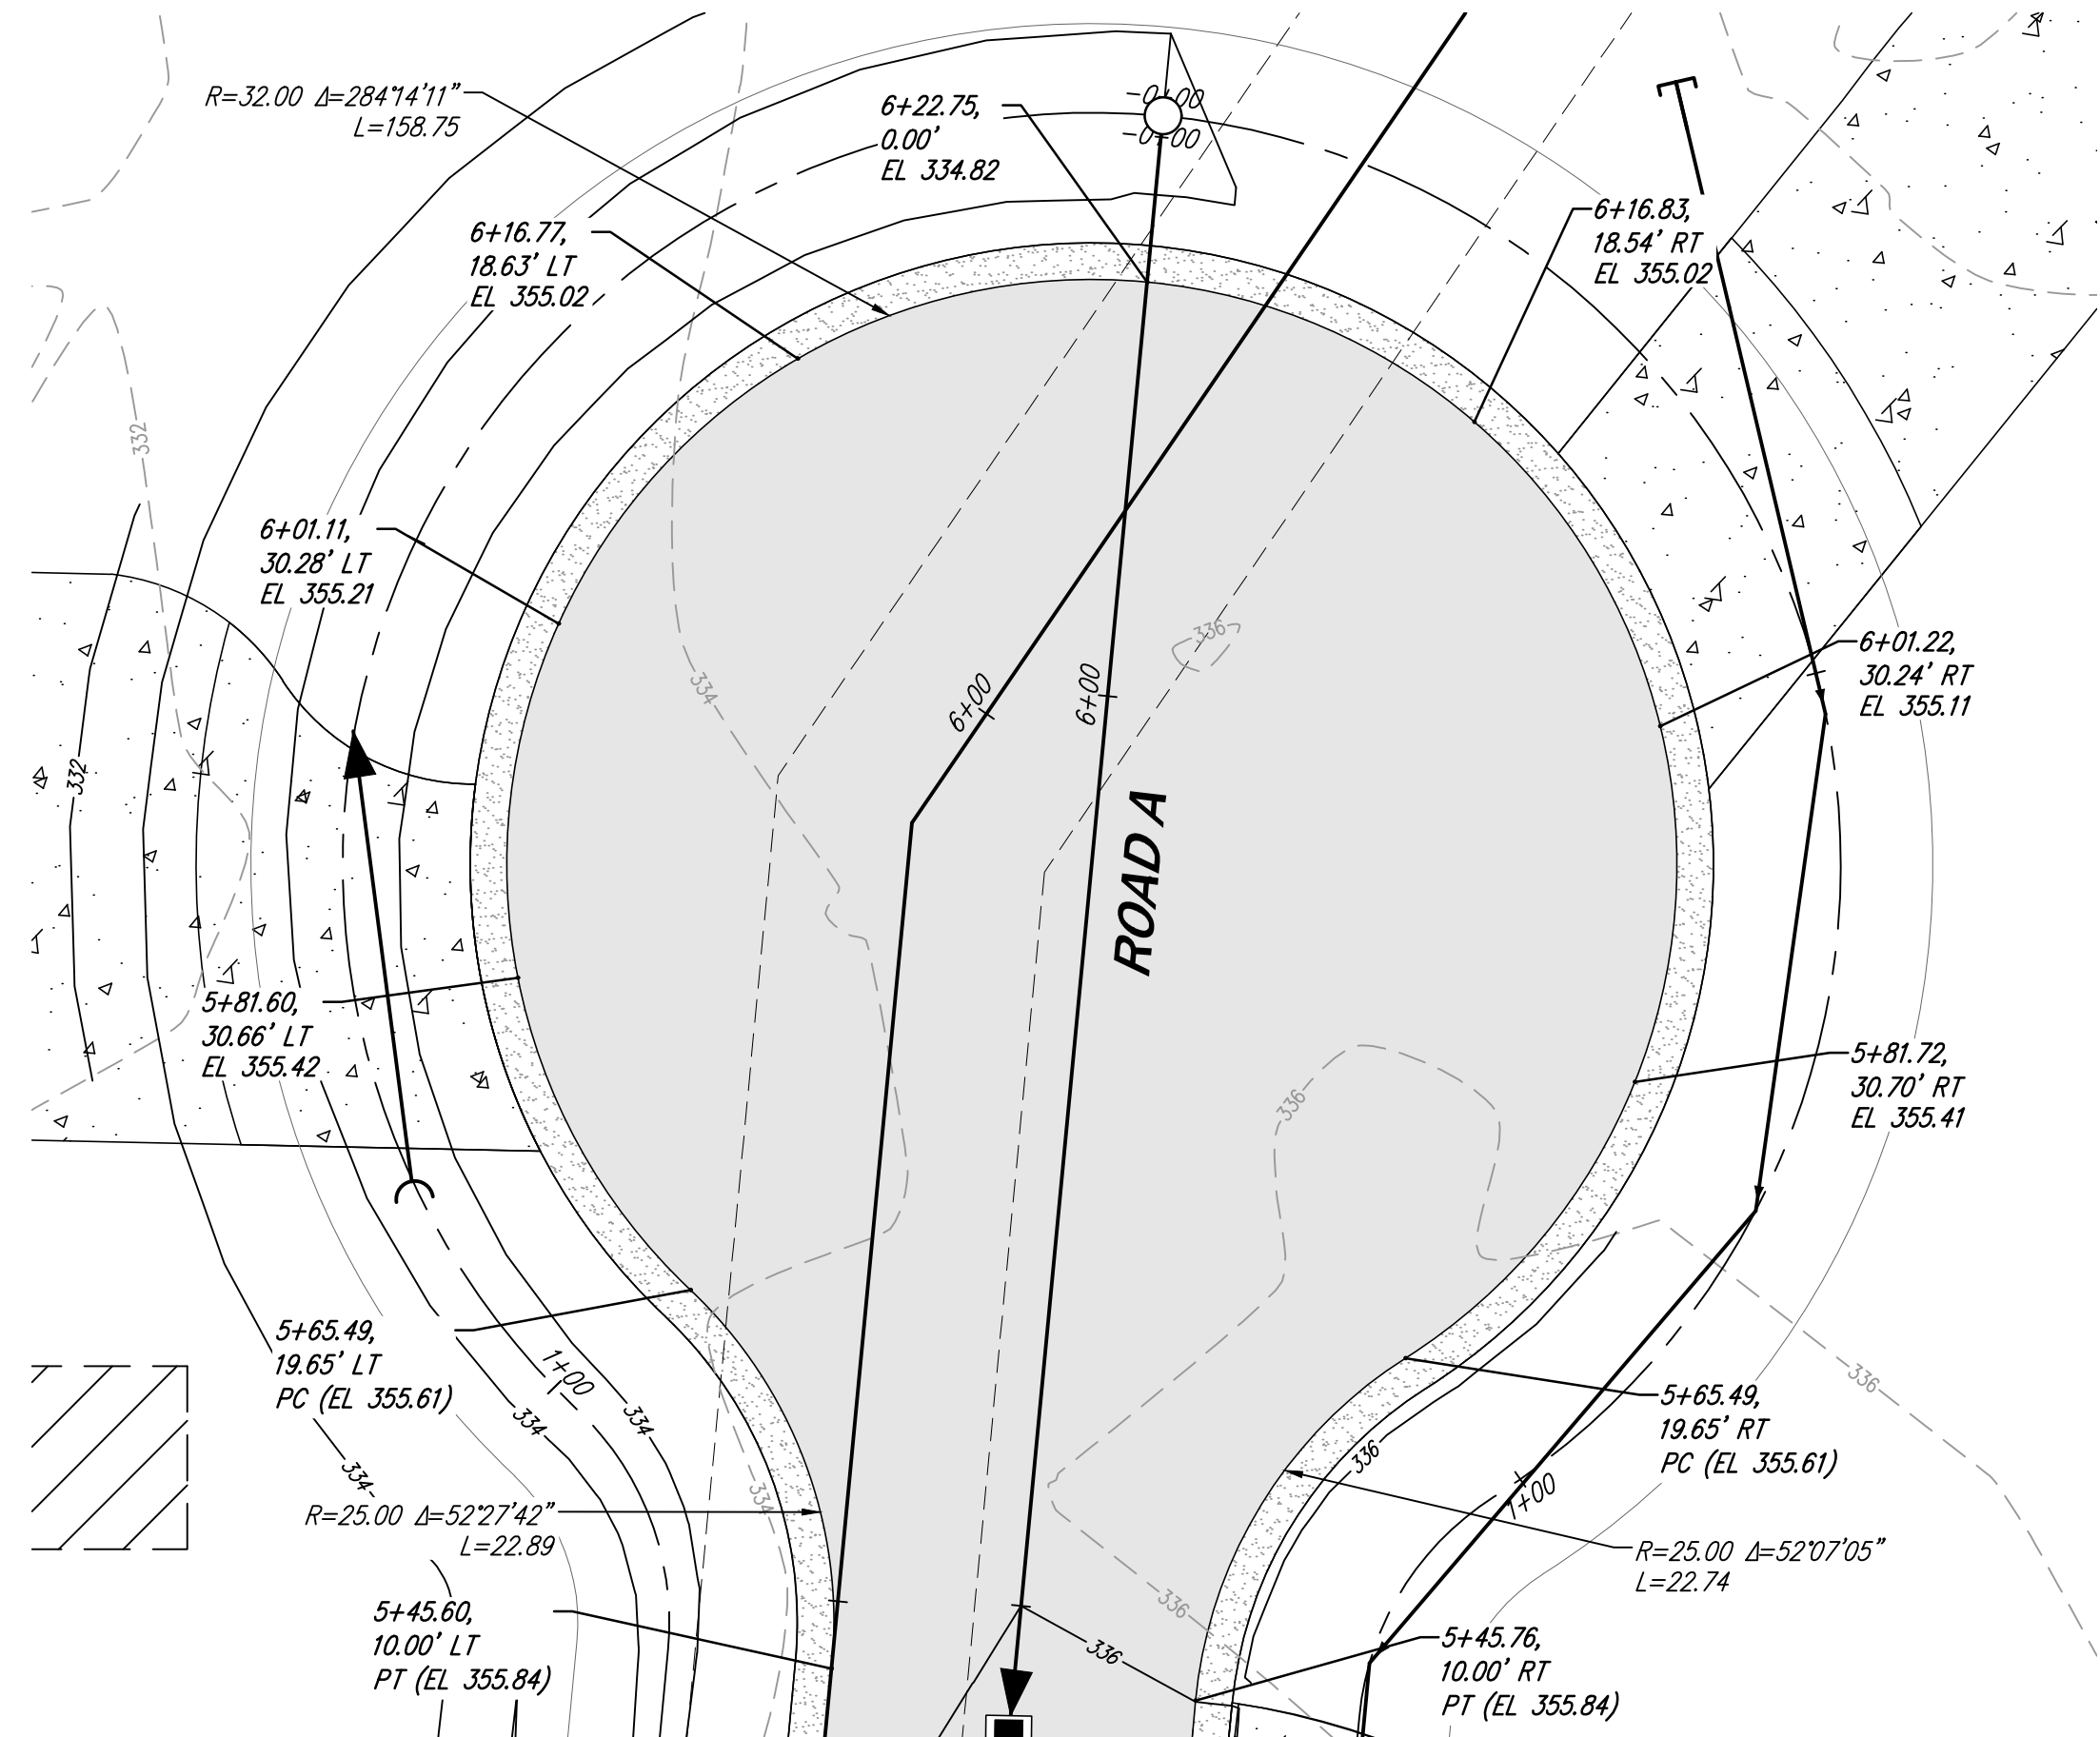 R=32.00 Δ=284°14'11"
L=158.75
6+22.75,
0.00'
EL 334.82
-0+00
-0+00
6+16.77,
18.63' LT
EL 355.02
6+16.83,
18.54' RT
EL 355.02
332
6+01.11,
30.28' LT
EL 355.21
334
6+00
6+00
336
6+01.22,
30.24' RT
EL 355.11
332
ROAD A
5+81.60,
30.66' LT
EL 355.42
336
5+81.72,
30.70' RT
EL 355.41
5+65.49,
19.65' LT
PC (EL 355.61)
1+00
334
334
334
334
336
5+65.49,
19.65' RT
PC (EL 355.61)
336
1+00
R=25.00 Δ=52°27'42"
L=22.89
R=25.00 Δ=52°07'05"
L=22.74
336
5+45.60,
10.00' LT
PT (EL 355.84)
336
5+45.76,
10.00' RT
PT (EL 355.84)